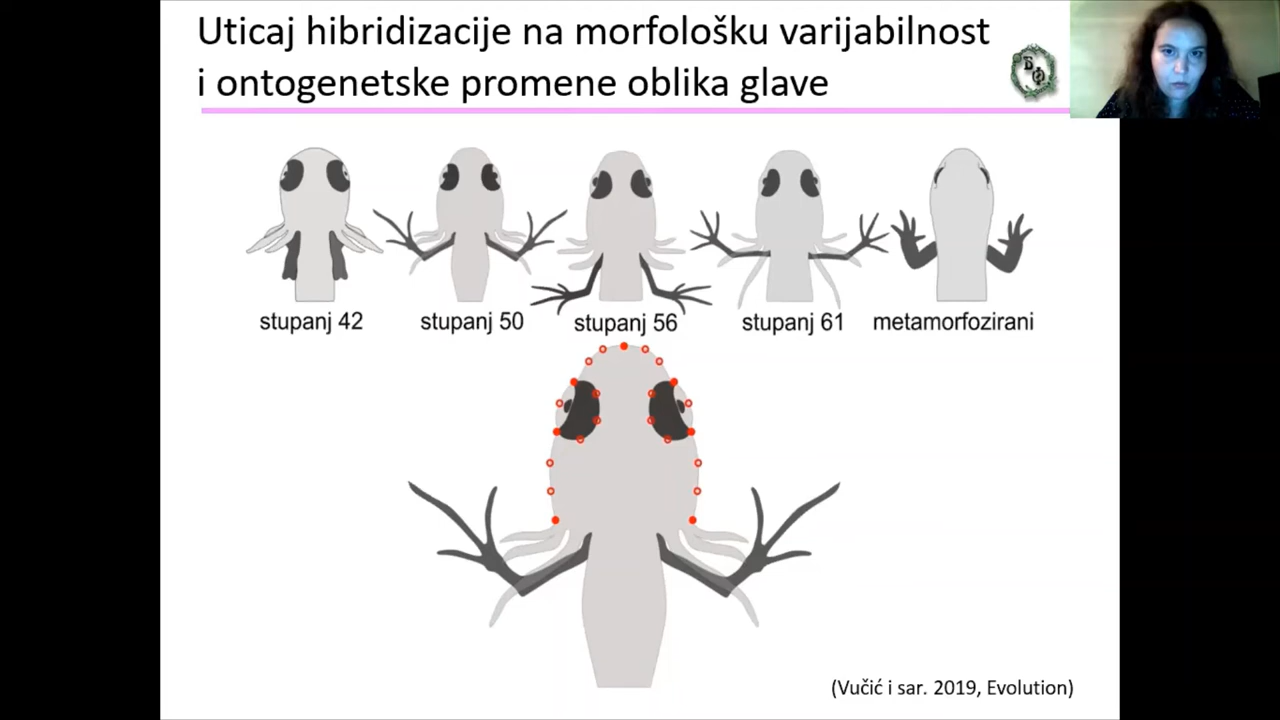 Uticaj hibridizacije na morfološku varijabilnost
i ontogenetske promene oblika glave
БФ
stupanj 42
stupanj 50
stupanj 56
stupanj 61
metamorfozirani
(Vučić i sar. 2019, Evolution)